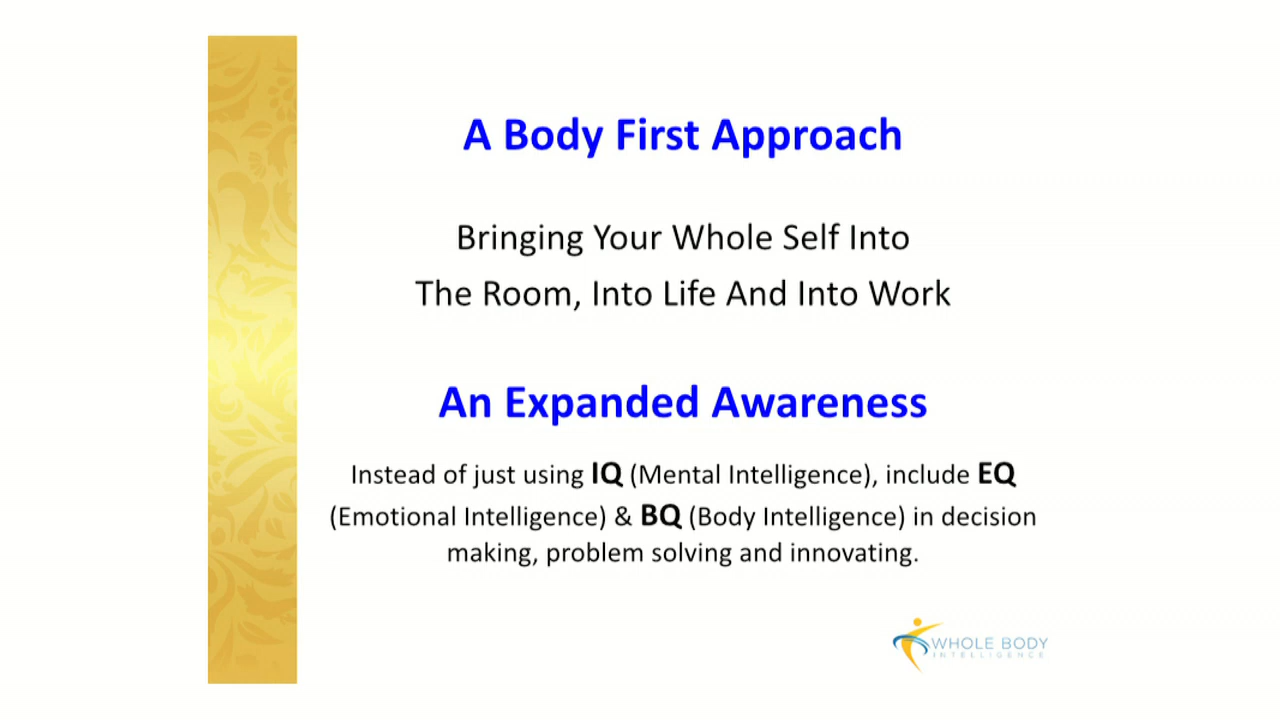 A Body First Approach
Bringing Your Whole Self Into
The Room, Into Life And Into Work
An Expanded Awareness
Instead of just using IQ (Mental Intelligence), include EQ
(Emotional Intelligence) & BQ (Body Intelligence) in decision
making, problem solving and innovating.
WHOLE BODY
INTELLIGENCE